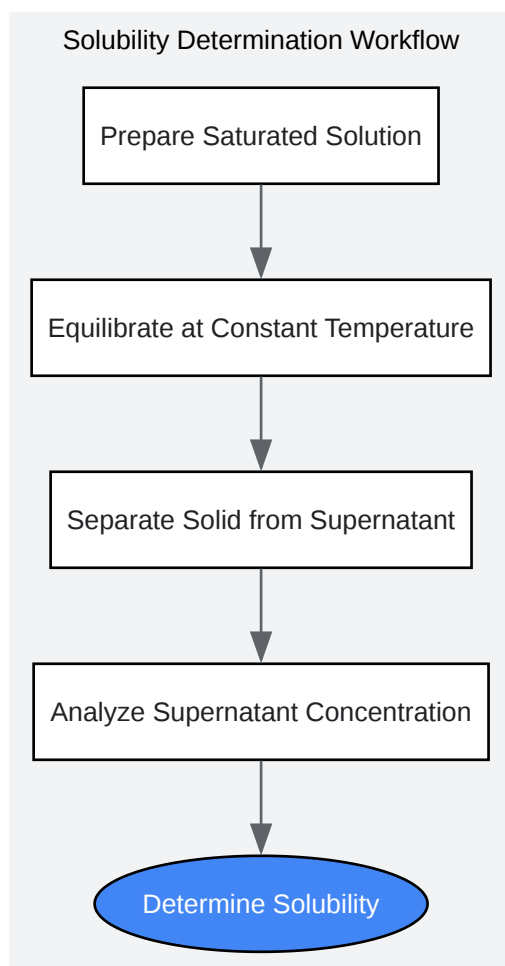 Solubility Determination Workflow
Prepare Saturated Solution
Equilibrate at Constant Temperature
Separate Solid from Supernatant
Analyze Supernatant Concentration
Determine Solubility